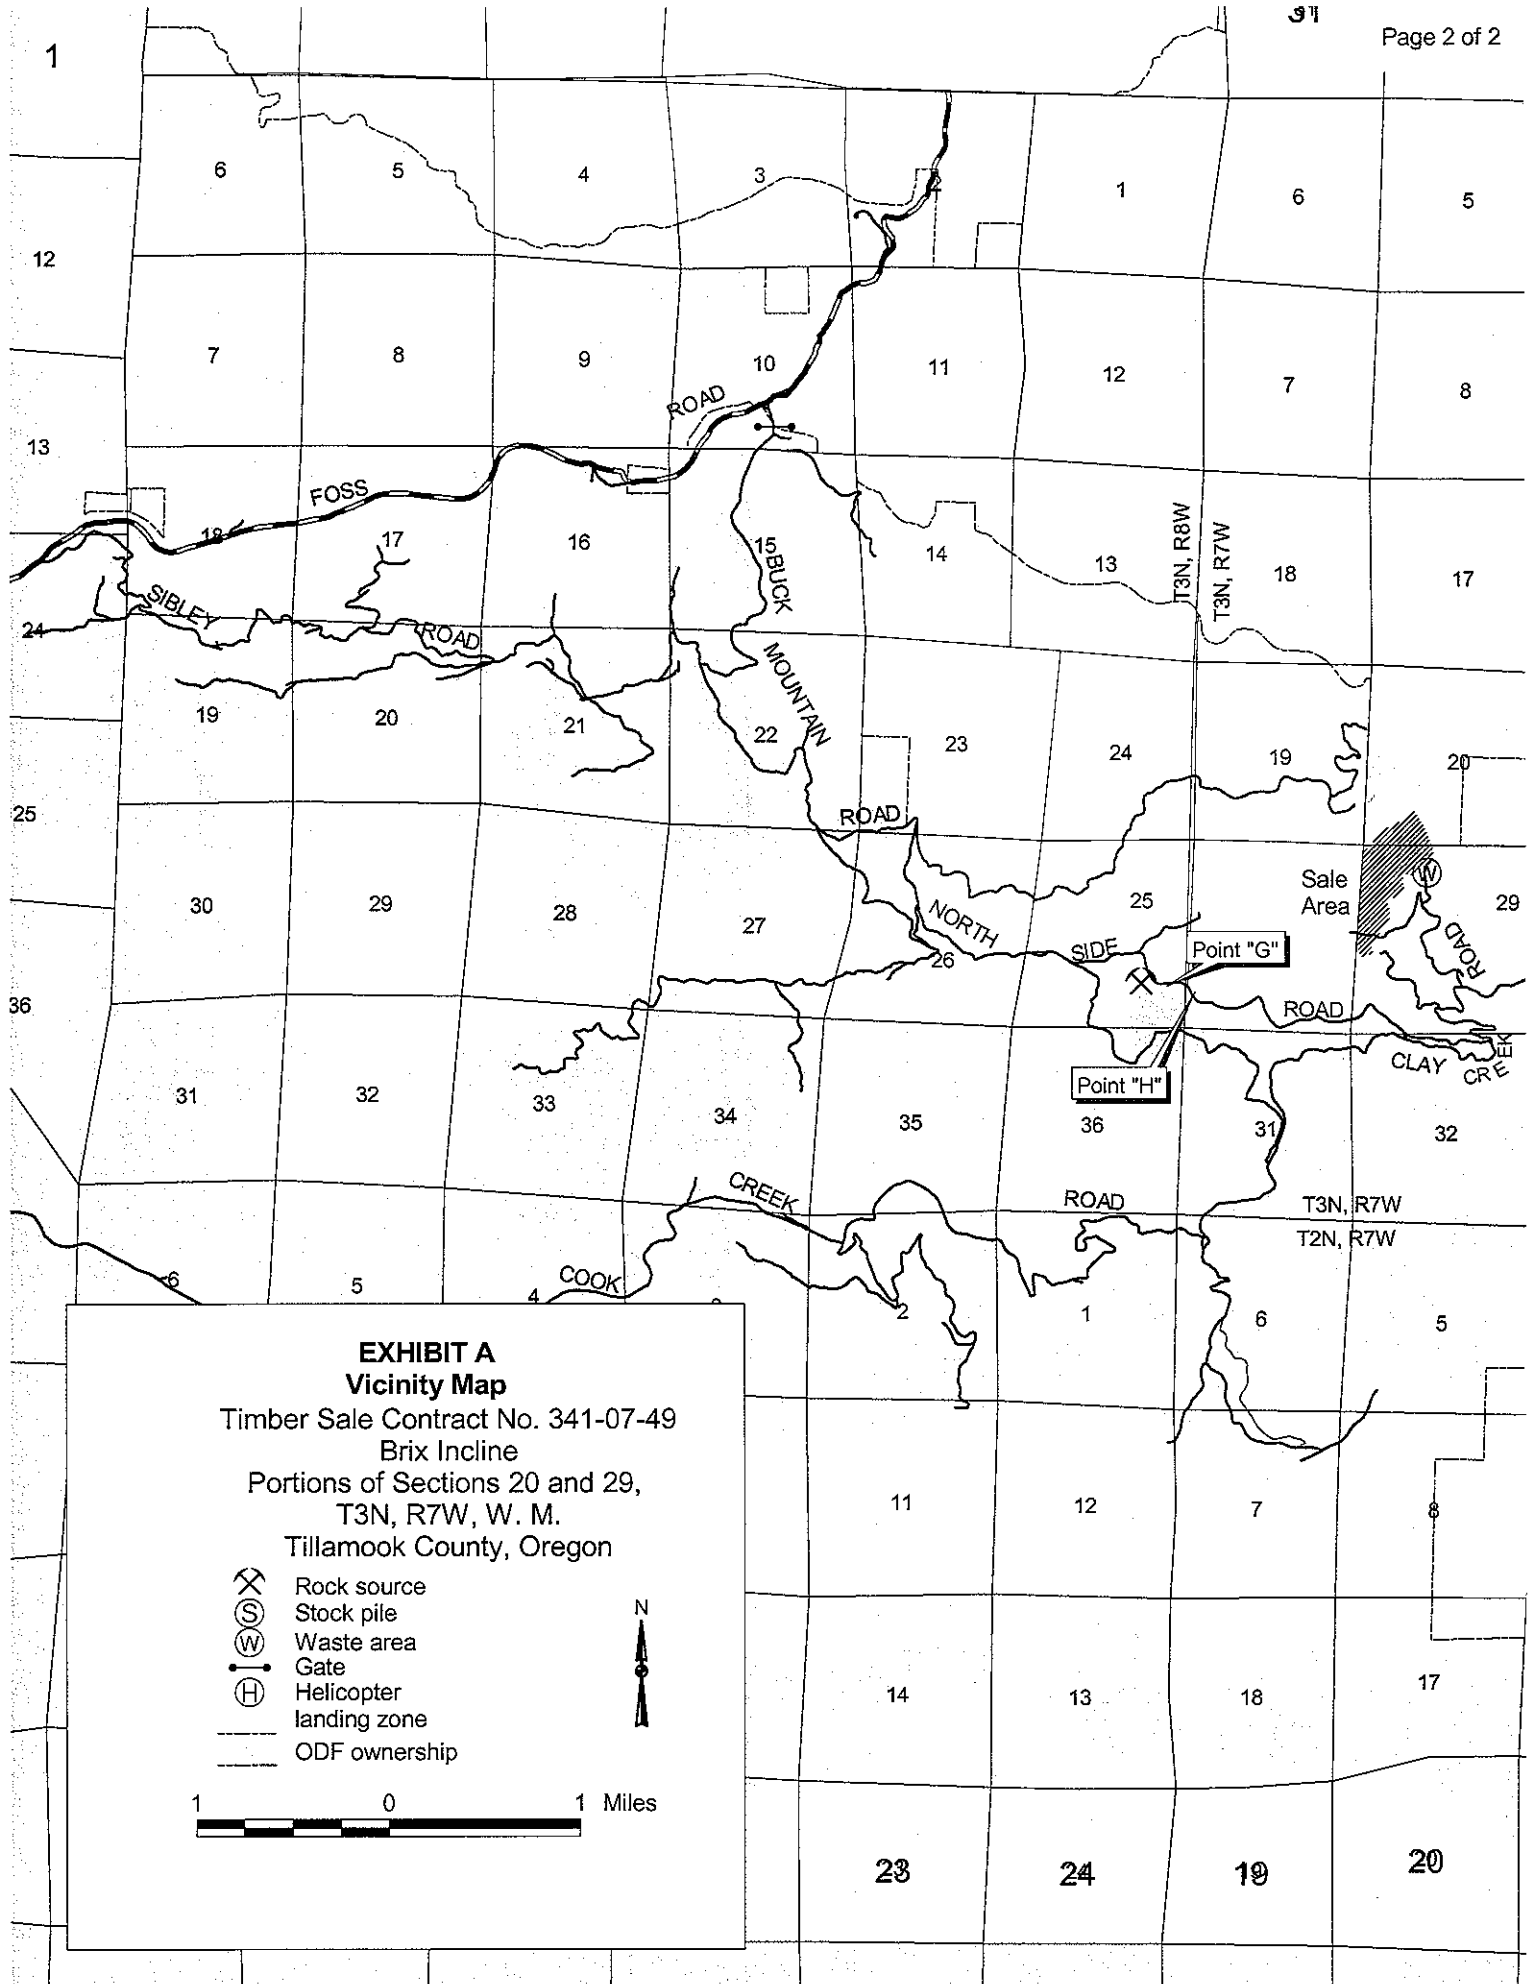 31
Page 2 of 2
1
6
5
4
3
2
1
6
5
12
7
8
9
10
11
12
7
8
ROAD
13
FOSS
18
17
16
15
14
13
18
17
T3N, R8W
T3N, R7W
BUCK
SIBLEY
ROAD
24
MOUNTAIN
19
20
21
22
23
24
19
20
25
ROAD
Sale
Area
W
30
29
28
27
NORTH
25
29
26
SIDE
Point "G"
ROAD
36
ROAD
CLAY
CREEK
Point "H"
31
32
33
34
35
36
31
32
CREEK
ROAD
T3N, R7W
T2N, R7W
6
5
4
COOK
2
1
6
5
EXHIBIT A
Vicinity Map
Timber Sale Contract No. 341-07-49
Brix Incline
Portions of Sections 20 and 29,
T3N, R7W, W. M.
Tillamook County, Oregon
Rock source
S Stock pile
W Waste area
Gate
H Helicopter
landing zone
ODF ownership
N
1 0 1 Miles
11
12
7
8
14
13
18
17
23
24
19
20